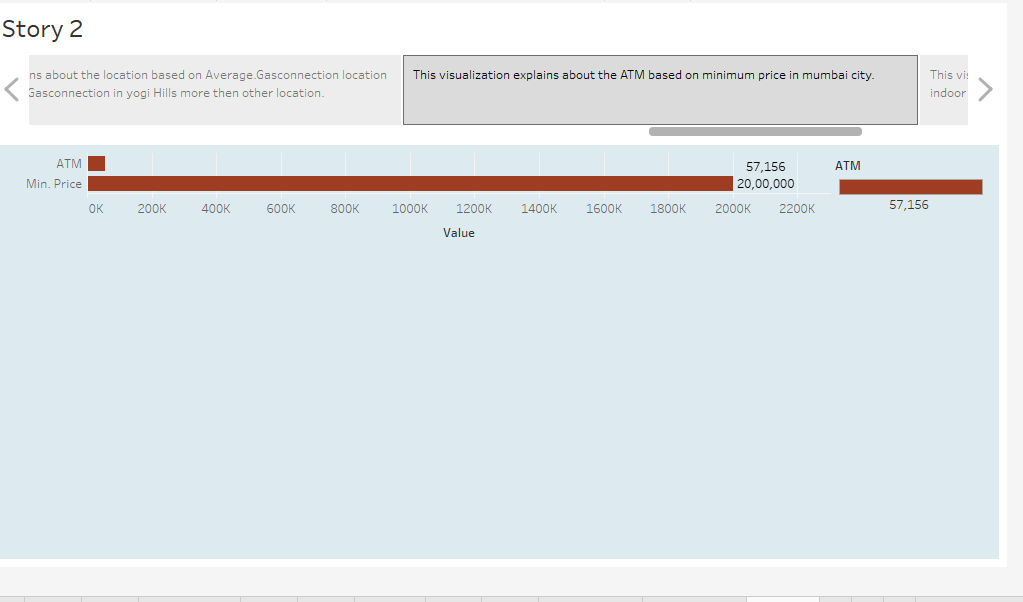 Story 2
ns about the location based on Average.Gasconnection location
Gasconnection in yogi Hills more then other location.
This visualization explains about the ATM based on minimum price in mumbai city.
This vis
indoor
ATM
57,156
Min. Price
20,00,000
0K 200K 400K 600K 800K 1000K 1200K 1400K 1600K 1800K 2000K 2200K
Value
ATM
57,156